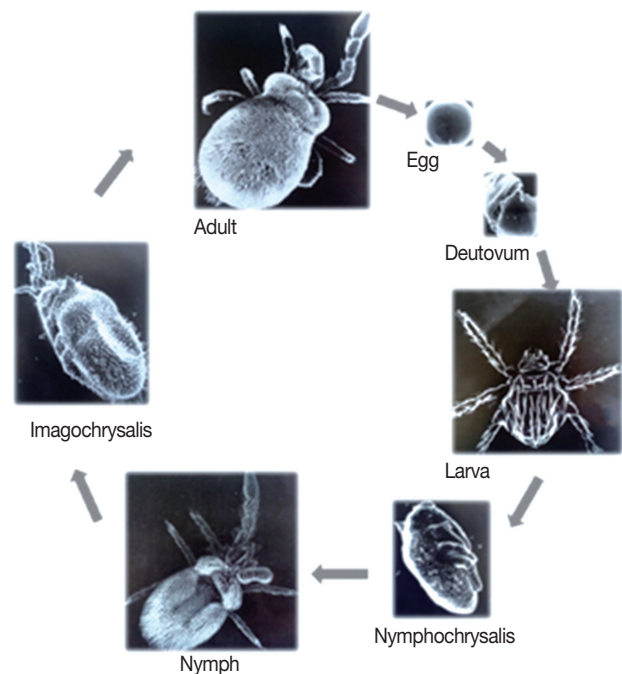 Adult
Egg
Deutovum
Larva
Nymphochrysalis
Nymph
Imagochrysalis